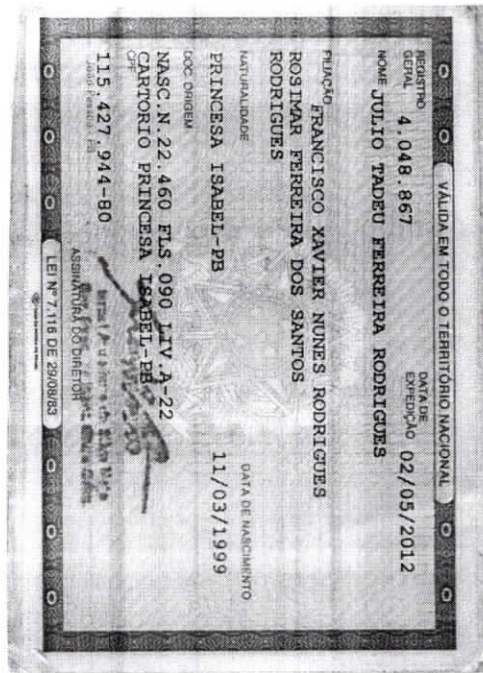 VÁLIDA EM TODO O TERRITÓRIO NACIONAL
REGISTRO GERAL 4.048.867 DATA DE EXPEDIÇÃO 02/05/2012
NOME JULIO TADEU FERREIRA RODRIGUES
FILIAÇÃO FRANCISCO XAVIER NUNES RODRIGUES
ROSIMAR FERREIRA DOS SANTOS
RODRIGUES
NATURALIDADE DATA DE NASCIMENTO
PRINCESA ISABEL-PB 11/03/1999
DOC. ORIGEM
NASC.N.22.460 FLS.090 LIV.A-22
CARTORIO PRINCESA ISABEL-PB
CPF
115.427.944-80
João Pessoa, PB
ASSINATURA DO DIRETOR
LEI Nº 7.116 DE 29/08/83